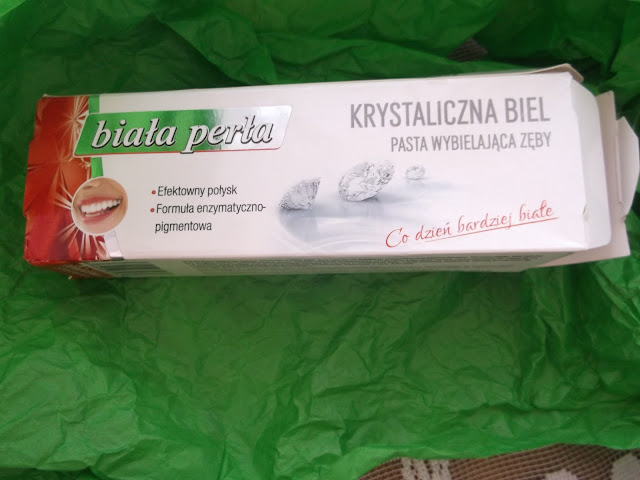 biała perła
KRYSTALICZNA BIEL
PASTA WYBIELAJĄCA ZĘBY
• Efektowny połysk
• Formuła enzymatyczno-
pigmentowa
Co dzień bardziej białe